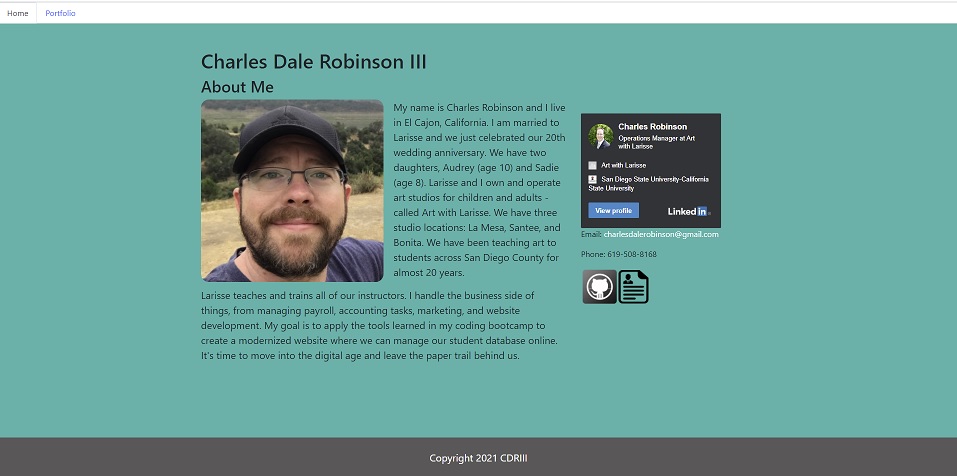 Home Portfolio
Charles Dale Robinson III
About Me
My name is Charles Robinson and I live
in El Cajon, California. I am married to
Larisse and we just celebrated our 20th
wedding anniversary. We have two
daughters, Audrey (age 10) and Sadie
(age 8). Larisse and I own and operate
art studios for children and adults -
called Art with Larisse. We have three
studio locations: La Mesa, Santee, and
Bonita. We have been teaching art to
students across San Diego County for
almost 20 years.
Larisse teaches and trains all of our instructors. I handle the business side of
things, from managing payroll, accounting tasks, marketing, and website
development. My goal is to apply the tools learned in my coding bootcamp to
create a modernized website where we can manage our student database online.
It's time to move into the digital age and leave the paper trail behind us.
Charles Robinson
Operations Manager at Art
with Larisse
Art with Larisse
San Diego State University-California
State University
View profile
LinkedIn
Email: charlesdalerobinson@gmail.com
Phone: 619-508-8168
Copyright 2021 CDRIII